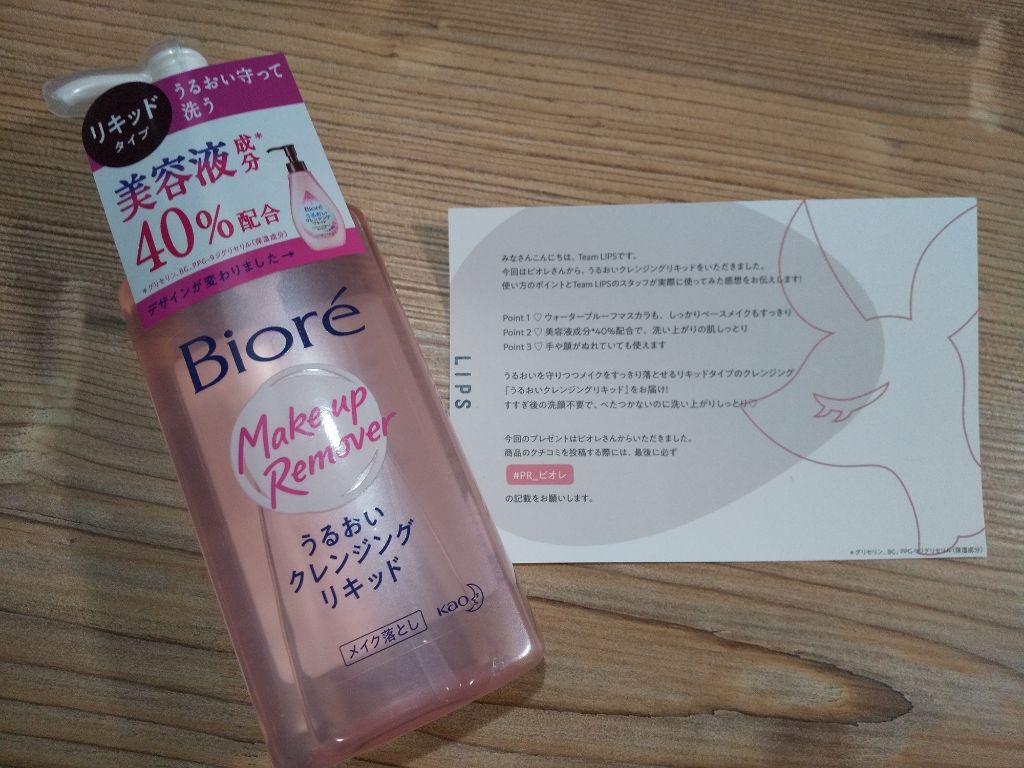 リキッド
タイプ
うるおい守って
洗う
美容液成分*
40%配合
*グリセリン、BG、PPG-9ジグリセリル(保湿成分)
デザインが変わりました→
Bioré
Make up
Remover
うるおい
クレンジング
リキッド
メイク落とし
Kao
LIPS
みなさんこんにちは、Team LIPSです。
今回はビオレさんから、うるおいクレンジングリキッドをいただきました。
使い方のポイントとTeam LIPSのスタッフが実際に使ってみた感想をお伝えします!
Point 1 ♡ ウォータープルーフマスカラも、しっかりベースメイクもすっきり
Point 2 ♡ 美容液成分*40%配合で、洗い上がりの肌しっとり
Point 3 ♡ 手や顔がぬれていても使えます
うるおいを守りつつメイクをすっきり落とせるリキッドタイプのクレンジング
『うるおいクレンジングリキッド』をお届け!
すすぎ後の洗顔不要で、べたつかないのに洗い上がりしっとり♡
今回のプレゼントはビオレさんからいただきました。
商品のクチコミを投稿する際には、最後に必ず
#PR_ビオレ
の記載をお願いします。
*グリセリン、BG、PPG-9ジグリセリル(保湿成分)